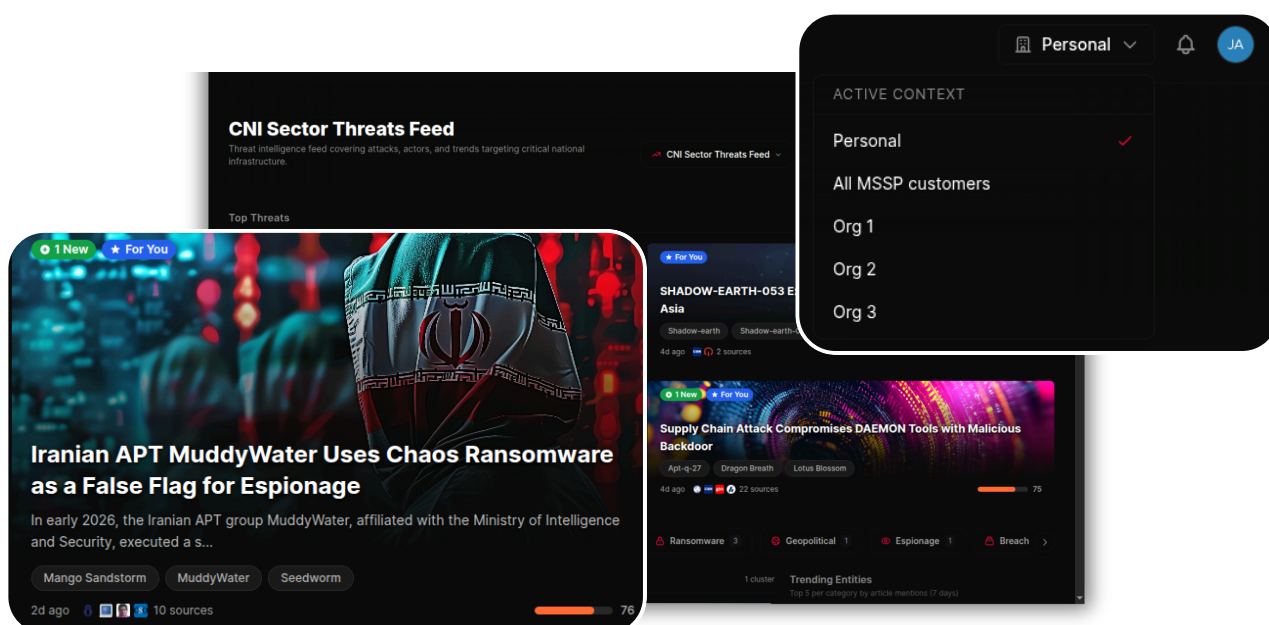 Personal
JA
ACTIVE CONTEXT
Personal
All MSSP customers
Org 1
Org 2
Org 3
CNI Sector Threats Feed
Threat intelligence feed covering attacks, actors, and trends targeting critical national
infrastructure.
CNI Sector Threats Feed
Top Threats
1 New
For You
Iranian APT MuddyWater Uses Chaos Ransomware
as a False Flag for Espionage
In early 2026, the Iranian APT group MuddyWater, affiliated with the Ministry of Intelligence
and Security, executed a s...
Mango Sandstorm
MuddyWater
Seedworm
2d ago
10 sources
76
For You
SHADOW-EARTH-053
Asia
Shadow-earth
4d ago
2 sources
1 New
For You
Supply Chain Attack Compromises DAEMON Tools with Malicious
Backdoor
Apt-q-27
Dragon Breath
Lotus Blossom
4d ago
22 sources
75
Ransomware 3
Geopolitical 1
Espionage 1
Breach
1 cluster
Trending Entities
Top 5 per category by article mentions (7 days)